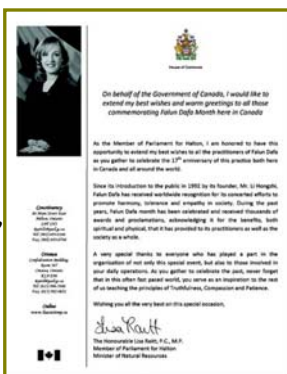 House of Commons
On behalf of the Government of Canada, I would like to
extend my best wishes and warm greetings to all those
commemorating Falun Dafa Month here in Canada
As the Member of Parliament for Halton, I am honored to have this
opportunity to extend my best wishes to all the practitioners of Falun Dafa
as you gather to celebrate the 17th anniversary of this practice both here
in Canada and all around the world.
Since its introduction to the public in 1992 by its founder, Mr. Li Hongzhi,
Falun Dafa has received worldwide recognition for its concerted efforts to
promote harmony, tolerance and empathy in society. During the past
years, Falun Month has been celebrated and received thousands of
awards and proclamations, acknowledging it for the benefits, both
spiritual and physical, that it has provided to its practitioners as well as the
society as a whole.
A very special thanks to everyone who has played a part in the
organisation of not only this special event, but also to those involved in
your daily operations. As you gather to celebrate the past, never forget
that in this often fast paced world, you serve as an inspiration to the rest
of us teaching the principles of Truthfulness, Compassion and Patience.
Wishing you all the very best on this special occasion,
Lisa Raitt
The Honourable Lisa Raitt, P.C., M.P.
Member of Parliament for Halton
Minister of Natural Resources
Constituency
Ottawa
Confederation Building
Online